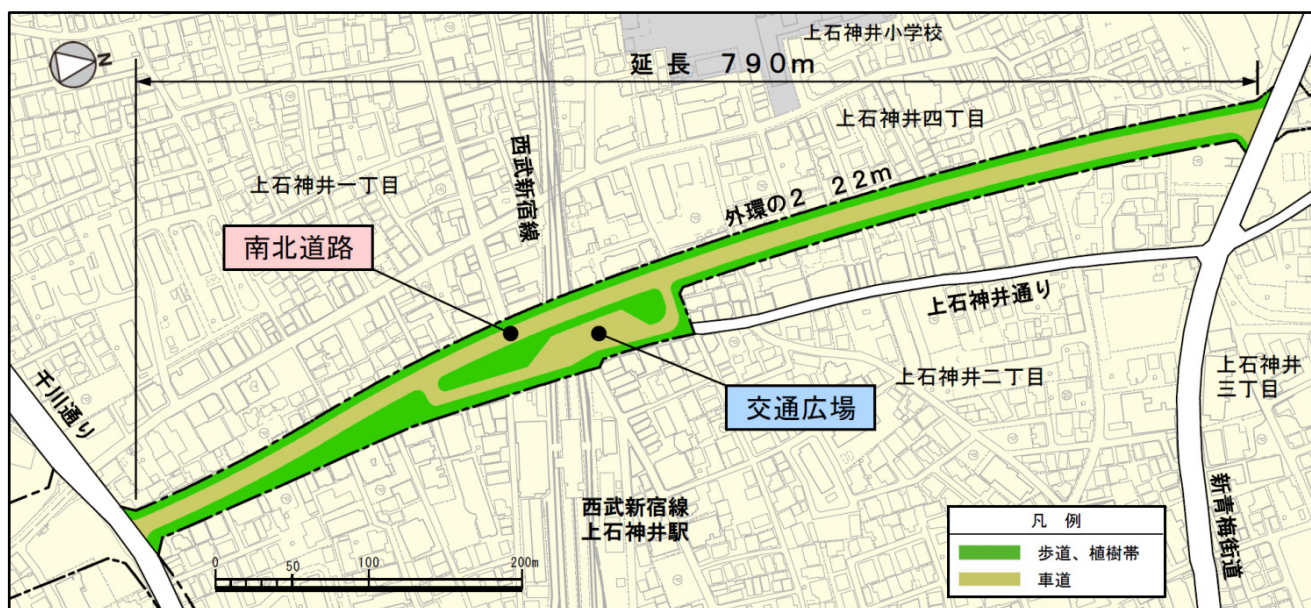 上石神井小学校
N
延長 790m
上石神井四丁目
西武新宿線
上石神井一丁目
外環の2 22m
南北道路
上石神井通り
上石神井二丁目
上石神井
三丁目
交通広場
千川通り
西武新宿線
上石神井駅
新青梅街道
凡 例
歩道、植樹帯
車道
0 50 100 200m